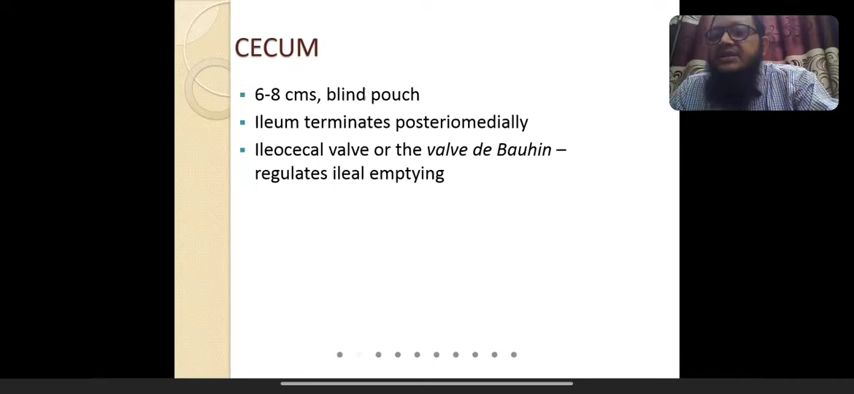 CECUM
6-8 cms, blind pouch
Ileum terminates posteriomedially
Ileocecal valve or the valve de Bauhin –
regulates ileal emptying